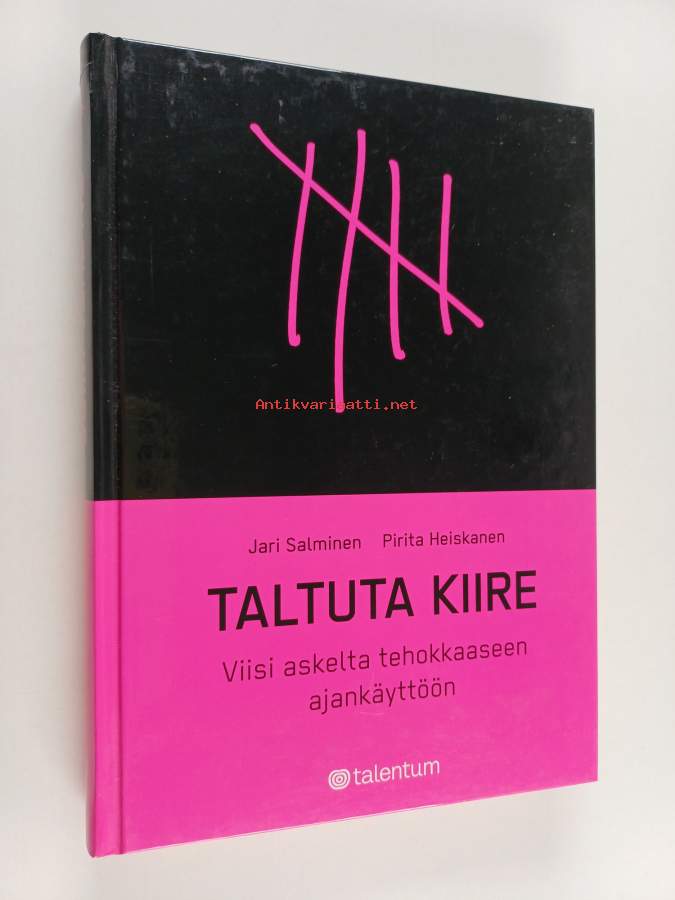 Antikvariaatti.net
Jari Salminen Pirita Heiskanen
TALTUTA KIIRE
Viisi askelta tehokkaaseen
ajankäyttöön
talentum